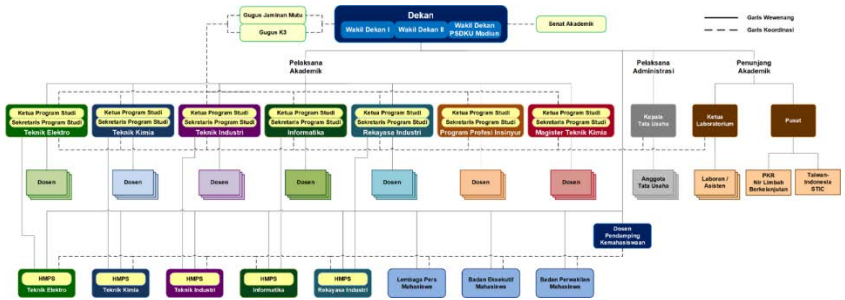 Dekan
Wakil Dekan I
Wakil Dekan II
Wakil Dekan
PSDKU Madiun
Gugus Jaminan Mutu
Gugus K3
Senat Akademik
Garis Wewenang
Garis Koordinasi
Pelaksana
Akademik
Pelaksana
Administrasi
Penunjang
Akademik
Ketua Program Studi
Sekretaris Program Studi
Teknik Elektro
Ketua Program Studi
Sekretaris Program Studi
Teknik Kimia
Ketua Program Studi
Sekretaris Program Studi
Teknik Industri
Ketua Program Studi
Sekretaris Program Studi
Informatika
Ketua Program Studi
Sekretaris Program Studi
Rekayasa Industri
Ketua Program Studi
Sekretaris Program Studi
Program Profesi Insinyur
Ketua Program Studi
Sekretaris Program Studi
Magister Teknik Kimia
Kepala
Tata Usaha
Ketua
Laboratorium
Pusat
Dosen
Dosen
Dosen
Dosen
Dosen
Dosen
Dosen
Anggota
Tata Usaha
Laboran /
Asisten
PKR
Nir Limbah
Berkelanjutan
Taiwan-
Indonesia
STIC
Dosen
Pendamping
Kemahasiswaan
HMPS
Teknik Elektro
HMPS
Teknik Kimia
HMPS
Teknik Industri
HMPS
Informatika
HMPS
Rekayasa Industri
Lembaga Pers
Mahasiswa
Badan Eksekutif
Mahasiswa
Badan Perwakilan
Mahasiswa